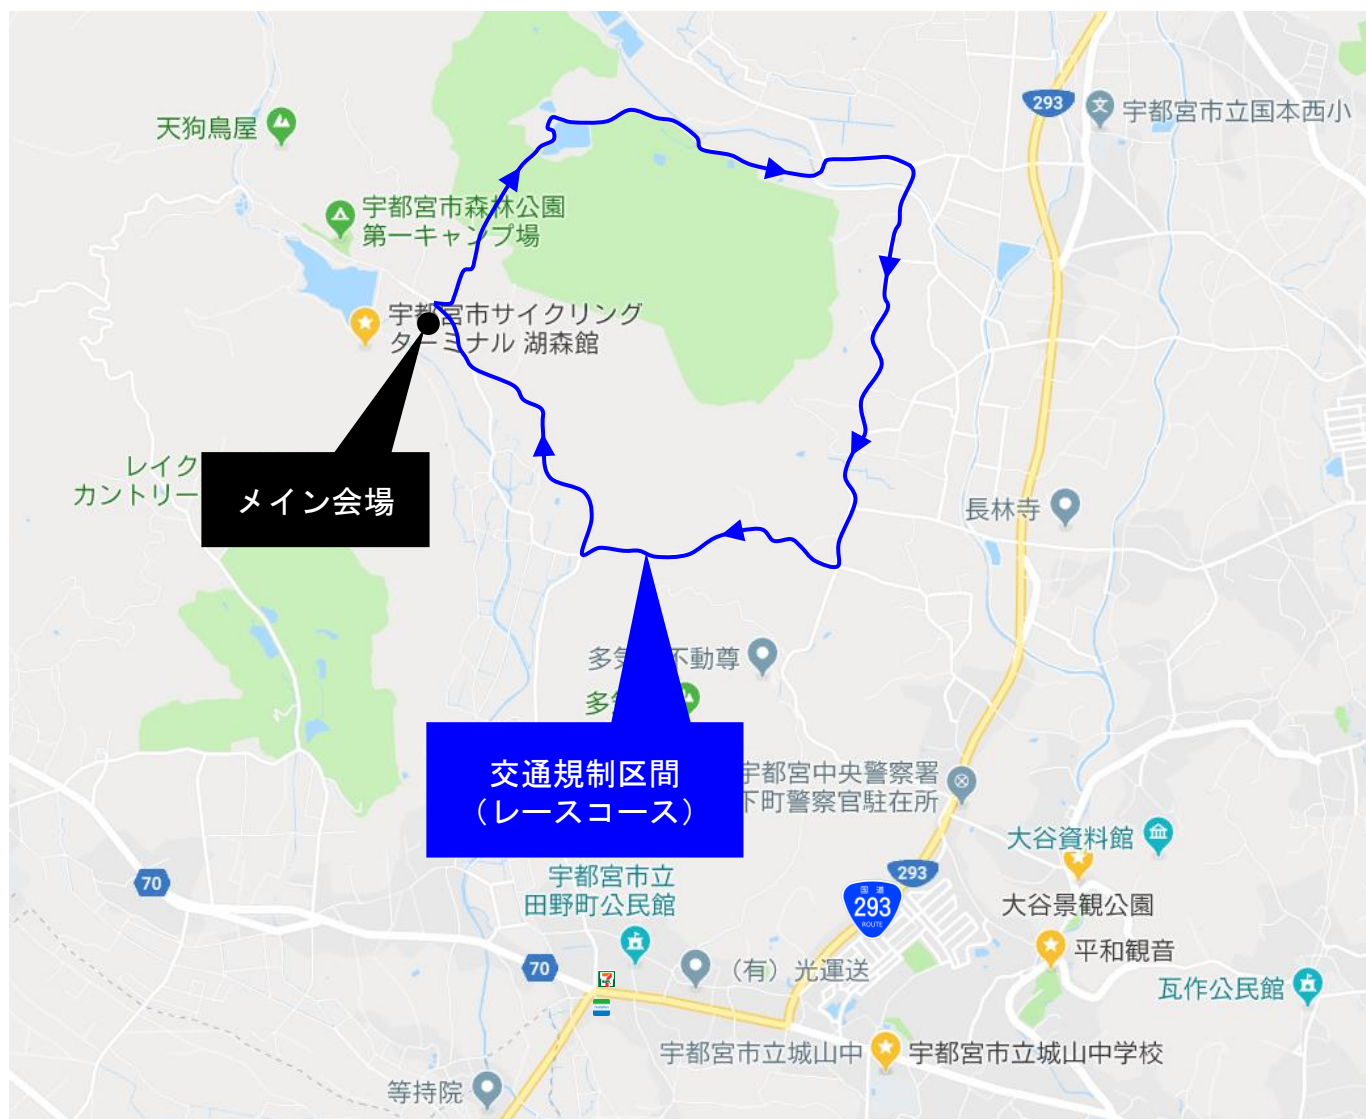 293
宇都宮市立国本西小
天狗鳥屋
宇都宮市森林公園
第一キャンプ場
宇都宮市サイクリング
ターミナル 湖森館
レイク
カントリー
メイン会場
長林寺
多気 不動尊
多気
交通規制区間
（レースコース）
宇都宮中央警察署
下町警察官駐在所
大谷資料館
293
国道
293
ROUTE
70
宇都宮市立
田野町公民館
大谷景観公園
平和観音
70
（有）光運送
7
瓦作公民館
宇都宮市立城山中
宇都宮市立城山中学校
等持院